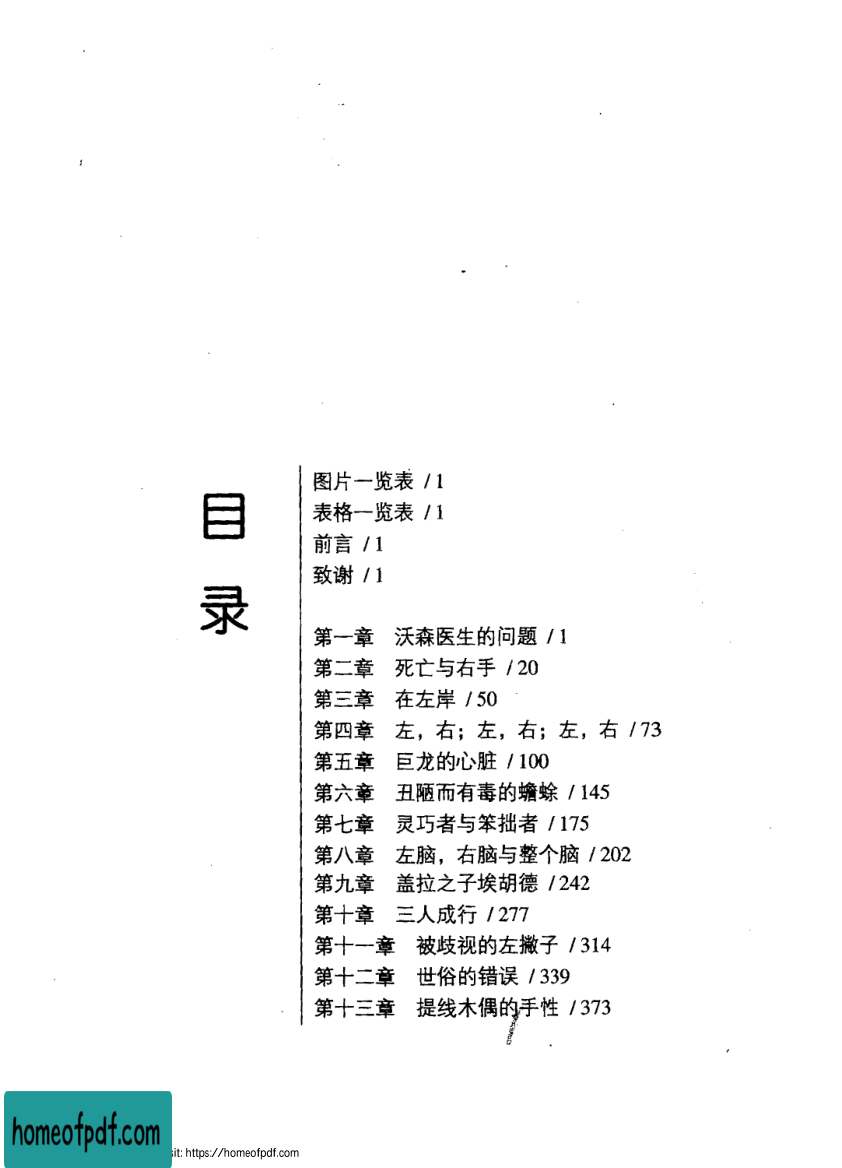 目
录
图片一览表 / 1
表格一览表 / 1
前言 / 1
致谢 / 1
第一章 沃森医生的问题 / 1
第二章 死亡与右手 / 20
第三章 在左岸 / 50
第四章 左，右；左，右；左，右 / 73
第五章 巨龙的心脏 / 100
第六章 丑陋而有毒的蟾蜍 / 145
第七章 灵巧者与笨拙者 / 175
第八章 左脑，右脑与整个脑 / 202
第九章 盖拉之子埃胡德 / 242
第十章 三人成行 / 277
第十一章 被歧视的左撇子 / 314
第十二章 世俗的错误 / 339
第十三章 提线木偶的手性 / 373
homeofpdf.com
sit: https://homeofpdf.com